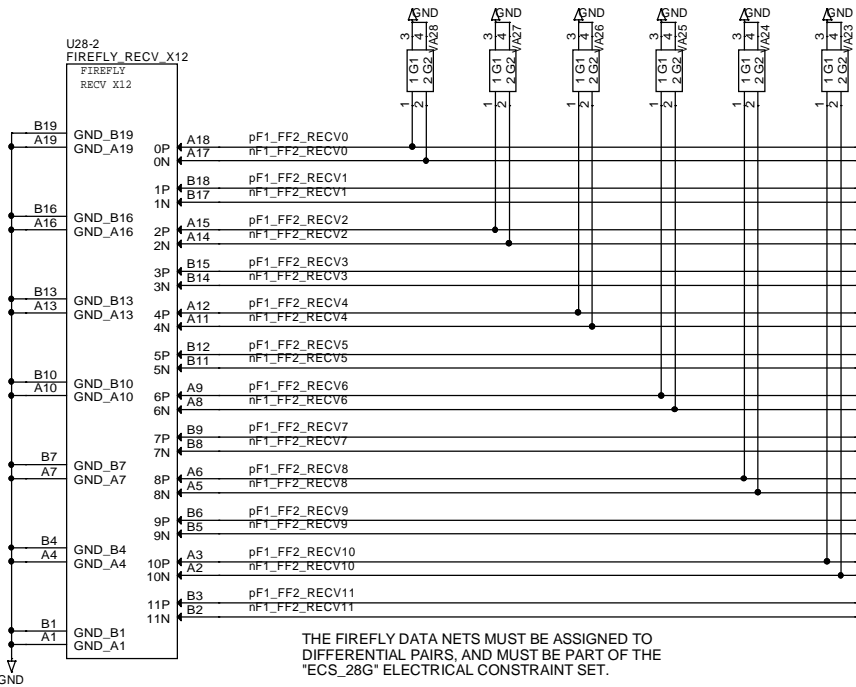 GND GND GND GND GND GND
3 4 3 4 3 4 3 4 3 4 3 4
VA28 VA27 VA26 VA25 VA24 VA23
1 G1 1 G1 1 G1 1 G1 1 G1 1 G1
2 G2 2 G2 2 G2 2 G2 2 G2 2 G2
1 2 1 2 1 2 1 2 1 2 1 2
U28-2
FIREFLY_RECV_X12
FIREFLY
RECV X12
B19 GND_B19
A19 GND_A19
0P A18 pF1_FF2_RECV0
0N A17 nF1_FF2_RECV0
1P B18 pF1_FF2_RECV1
1N B17 nF1_FF2_RECV1
B16 GND_B16
A16 GND_A16
2P A15 pF1_FF2_RECV2
2N A14 nF1_FF2_RECV2
3P B15 pF1_FF2_RECV3
3N B14 nF1_FF2_RECV3
B13 GND_B13
A13 GND_A13
4P A12 pF1_FF2_RECV4
4N A11 nF1_FF2_RECV4
5P B12 pF1_FF2_RECV5
5N B11 nF1_FF2_RECV5
B10 GND_B10
A10 GND_A10
6P A9 pF1_FF2_RECV6
6N A8 nF1_FF2_RECV6
7P B9 pF1_FF2_RECV7
7N B8 nF1_FF2_RECV7
B7 GND_B7
A7 GND_A7
8P A6 pF1_FF2_RECV8
8N A5 nF1_FF2_RECV8
9P B6 pF1_FF2_RECV9
9N B5 nF1_FF2_RECV9
B4 GND_B4
A4 GND_A4
10P A3 pF1_FF2_RECV10
10N A2 nF1_FF2_RECV10
11P B3 pF1_FF2_RECV11
11N B2 nF1_FF2_RECV11
B1 GND_B1
A1 GND_A1
GND
THE FIREFLY DATA NETS MUST BE ASSIGNED TO
DIFFERENTIAL PAIRS, AND MUST BE PART OF THE
"ECS_28G" ELECTRICAL CONSTRAINT SET.